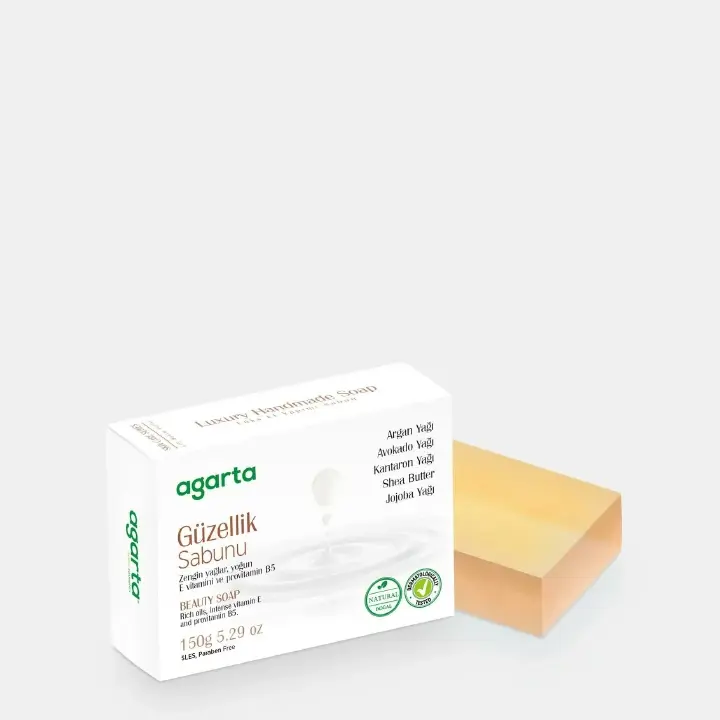 Luxury Handmade Soap
Lüks El Yapımı Sabun
agarta
agarta
Güzellik
Sabunu
Zengin yağlar, yoğun
E vitamini ve provitamin B5
BEAUTY SOAP
Rich oils, intense vitamin E
and provitamin B5.
150g 5.29 oz
SLES, Paraben Free
Argan Yağı
Avokado Yağı
Kantaron Yağı
Shea Butter
Jojoba Yağı
NATURAL
DOĞAL
DERMATOLOGICALLY
TESTED